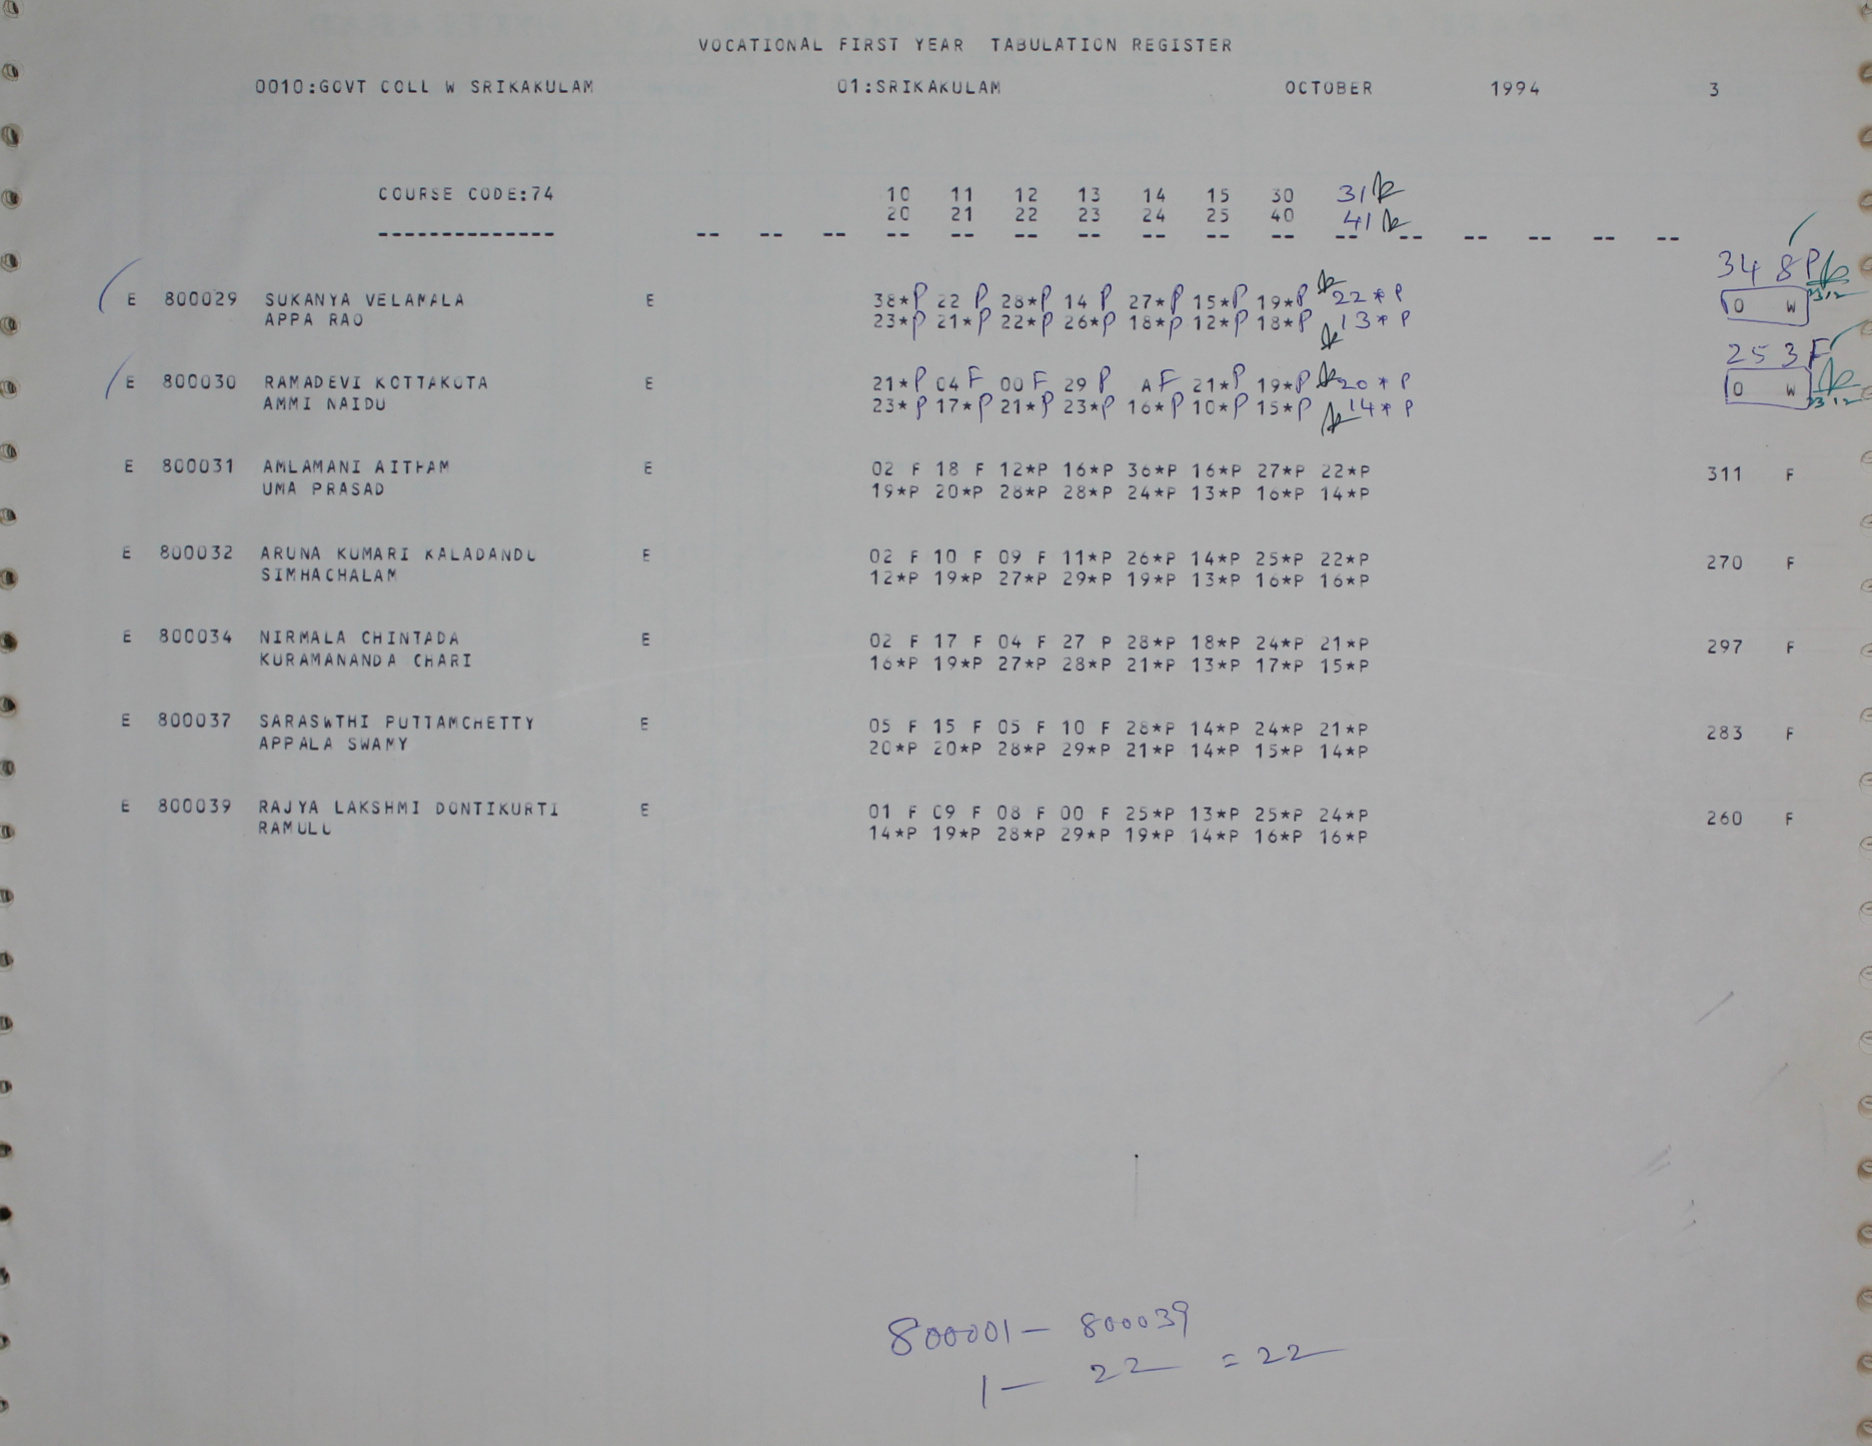 VOCATIONAL FIRST YEAR TABULATION REGISTER
0010:GOVT COLL W SRIKAKULAM 01:SRIKAKULAM OCTOBER 1994 3
COURSE CODE:74 10 11 12 13 14 15 30 31
20 21 22 23 24 25 40 41
-------------- -- -- -- -- -- -- -- -- -- -- -- -- -- -- -- --
348P
E 800029 SUKANYA VELAMALA E 38*P 22 P 28*P 14 P 27*P 15*P 19*P 22*P
APPA RAO 23*P 21*P 22*P 26*P 18*P 12*P 18*P 13*P 0 W
253F
E 800030 RAMADEVI KOTTAKOTA E 21*P 04 F 00 F 29 P A F 21*P 19*P 20*P 0 W
AMMI NAIDU 23*P 17*P 21*P 23*P 16*P 10*P 15*P 14*P
E 800031 AMLAMANI AITHAM E 02 F 18 F 12*P 16*P 36*P 16*P 27*P 22*P 311 F
UMA PRASAD 19*P 20*P 28*P 28*P 24*P 13*P 16*P 14*P
E 800032 ARUNA KUMARI KALADANDU E 02 F 10 F 09 F 11*P 26*P 14*P 25*P 22*P 270 F
SIMHACHALAM 12*P 19*P 27*P 29*P 19*P 13*P 16*P 16*P
E 800034 NIRMALA CHINTADA E 02 F 17 F 04 F 27 P 28*P 18*P 24*P 21*P 297 F
KURAMANANDA CHARI 16*P 19*P 27*P 28*P 21*P 13*P 17*P 15*P
E 800037 SARASWTHI PUTTAMCHETTY E 05 F 15 F 05 F 10 F 28*P 14*P 24*P 21*P 283 F
APPALA SWAMY 20*P 20*P 28*P 29*P 21*P 14*P 15*P 14*P
E 800039 RAJYA LAKSHMI DONTIKURTI E 01 F 09 F 08 F 00 F 25*P 13*P 25*P 24*P 260 F
RAMULU 14*P 19*P 28*P 29*P 19*P 14*P 16*P 16*P
800001 - 800039
1 - 22 = 22